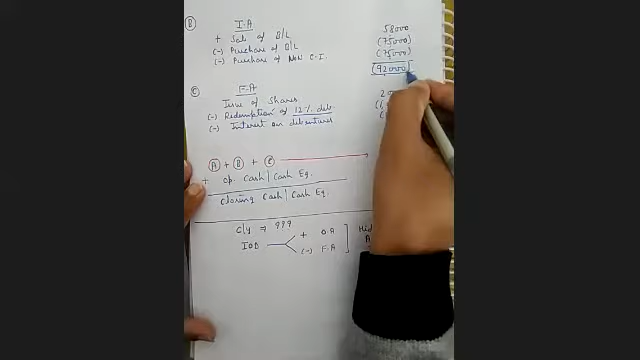 (B) I.A
+ Sale of B/L 58000
(-) Purchase of B/L (75000)
(-) Purchase of Non C.I. (75000)
(92000)
(C) F.A
Issue of Shares
(-) Redemption of 12% deb.
(-) Interest on debentures
(A) + (B) + (C)
+ Op. Cash | Cash Eq.
Closing Cash | Cash Eq.
C/y ⇒ ???
IOD + O.A
(-) F.A